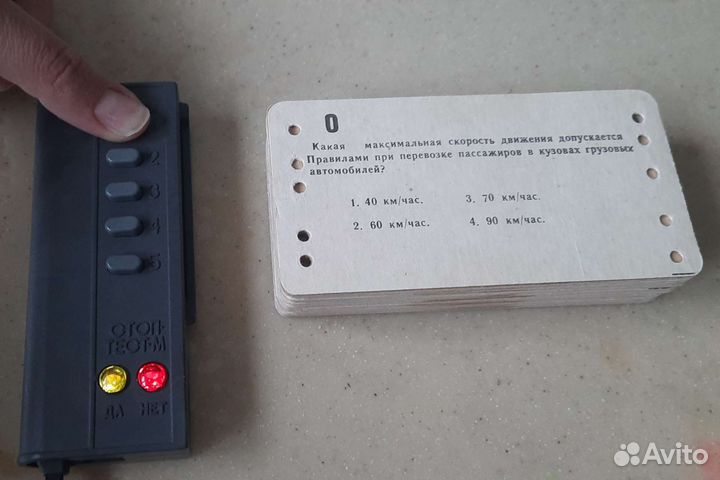 2
3
4
5
СТОП-
ТЕСТ-М
ДА НЕТ
0
Какая максимальная скорость движения допускается
Правилами при перевозке пассажиров в кузовах грузовых
автомобилей?
1. 40 км/час. 3. 70 км/час.
2. 60 км/час. 4. 90 км/час.
Avito